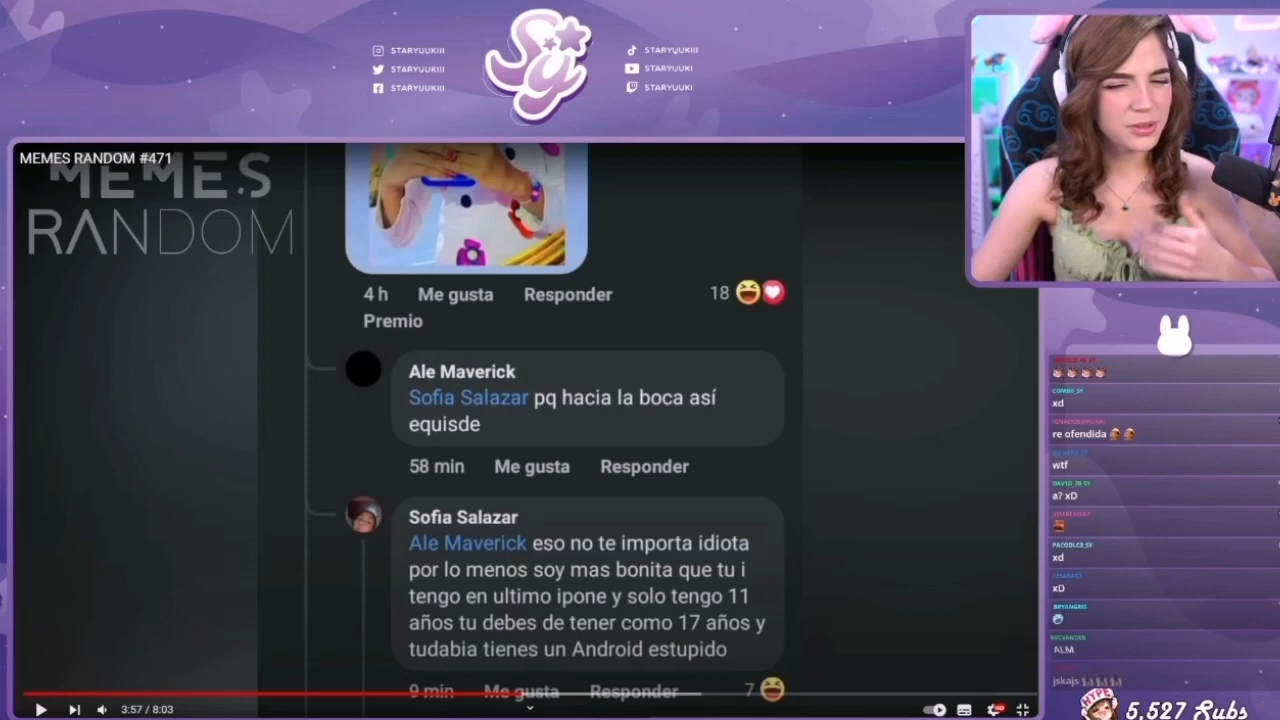 STARYUUKIII
STARYUUKIII
STARYUUKIII
STARYUUKIII
STARYUUKI
STARYUUKI
MEMES RANDOM #471
MEMES
RANDOM
4 h Me gusta Responder 18
Premio
Ale Maverick
Sofia Salazar pq hacia la boca así
equisde
58 min Me gusta Responder
Sofia Salazar
Ale Maverick eso no te importa idiota
por lo menos soy mas bonita que tu i
tengo en ultimo ipone y solo tengo 11
años tu debes de tener como 17 años y
tudabia tienes un Android estupido
9 min Me gusta Responder 7
3:57 / 8:03
xd
re ofendida
wtf
a? xD
PACODLC3_SY
xd
xD
BRYANGRIS
ALM
jskajs
HYPE
5,527 Rubs